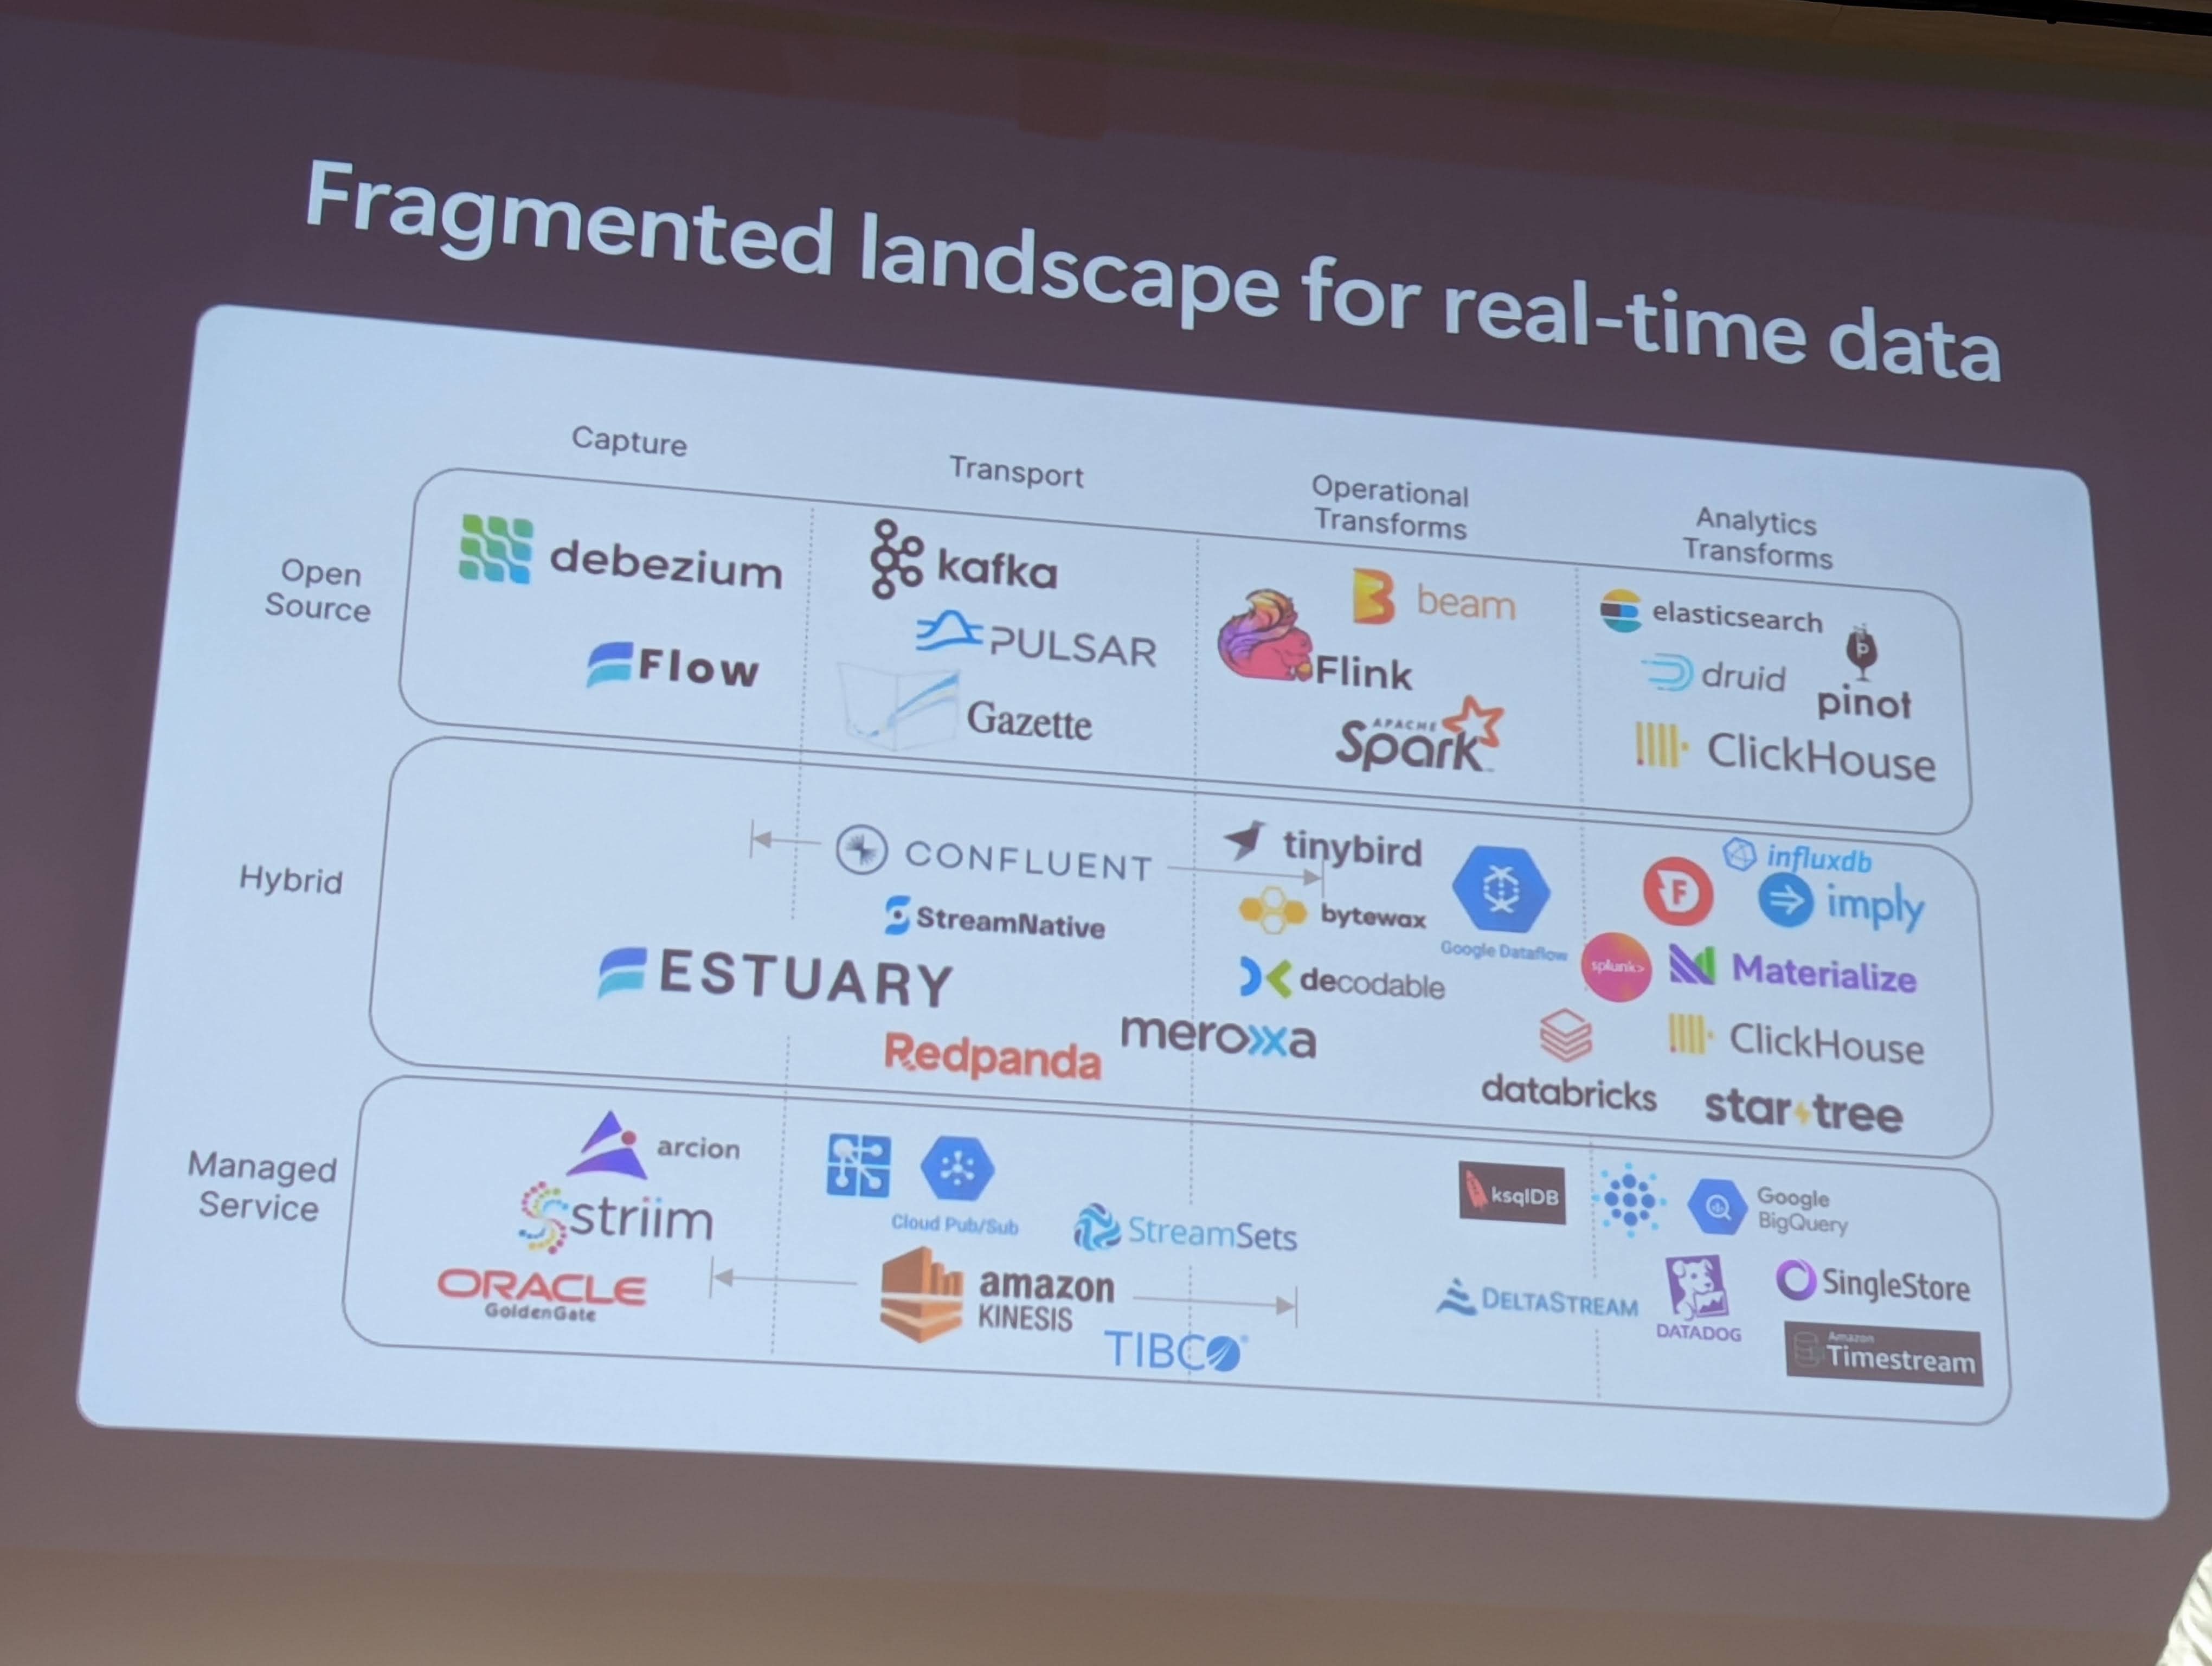 Fragmented landscape for real-time data
Capture
Transport
Operational
Transforms
Analytics
Transforms
Open
Source
debezium
Flow
kafka
PULSAR
Gazette
beam
Flink
APACHE
Spark
elasticsearch
druid
pinot
ClickHouse
Hybrid
CONFLUENT
StreamNative
ESTUARY
Redpanda
meroxa
tinybird
bytewax
Google Dataflow
decodable
databricks
influxdb
F
imply
splunk>
Materialize
ClickHouse
startree
Managed
Service
arcion
striim
ORACLE
GoldenGate
Cloud Pub/Sub
StreamSets
amazon
KINESIS
TIBCO
ksqlDB
DELTASTREAM
Google
BigQuery
DATADOG
SingleStore
Amazon
Timestream